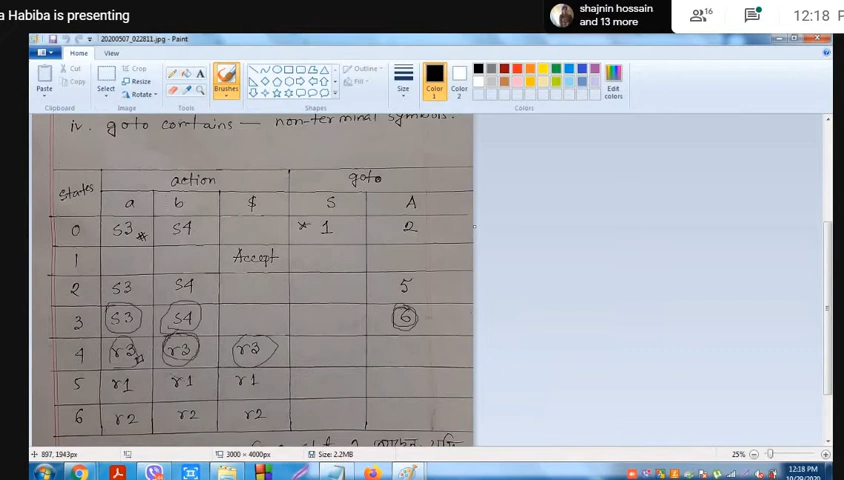 a Habiba is presenting
shajnin hossain
and 13 more
16
12:18 PM
20200507_022811.jpg - Paint
Home View
Cut
Copy
Paste
Clipboard
Select
Crop
Resize
Rotate
Image
A
Tools
Brushes
Outline
Fill
Shapes
Size
Color 1
Color 2
Edit colors
Colors
iv. goto contains — non-terminal symbols.
States action goto
a b $ S A
0 S3 * S4 * 1 2
1 Accept
2 S3 S4 5
3 S3 S4 6
4 r3 r3 r3
5 r1 r1 r1
6 r2 r2 r2
897, 1943px
3000 × 4000px
Size: 2.2MB
25%
12:18 PM
10/29/2020